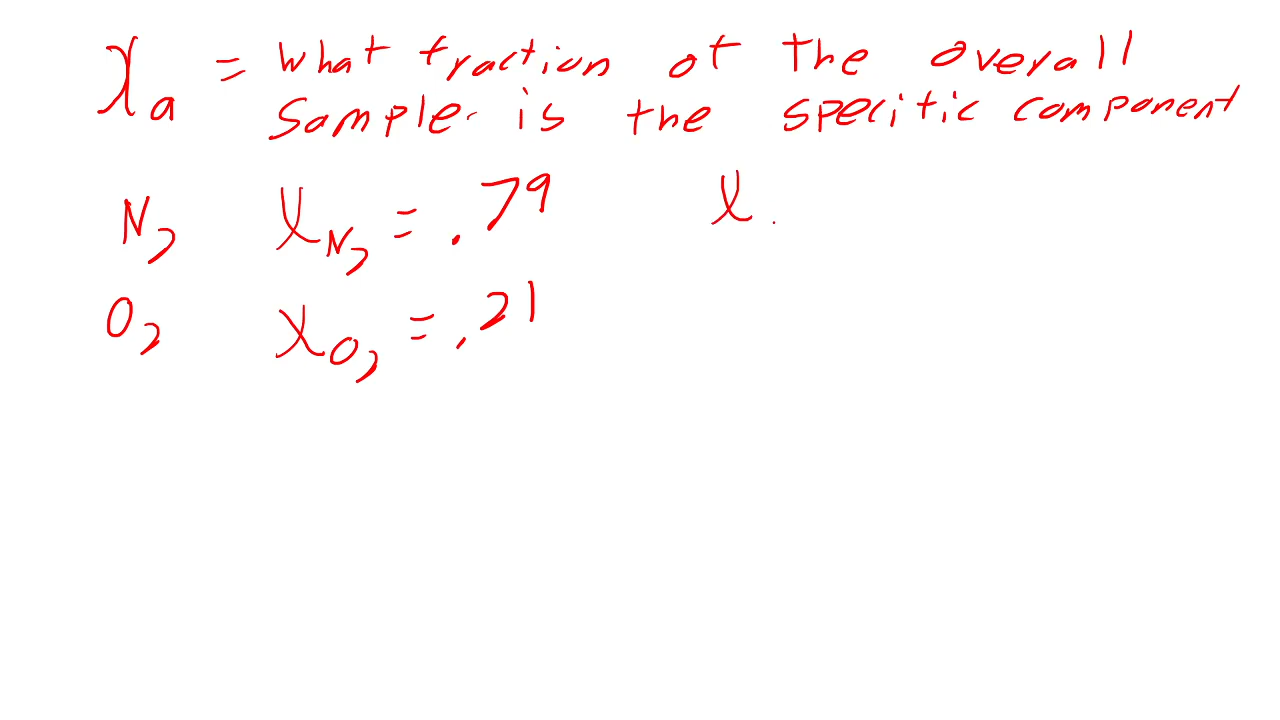 Xa = what fraction of the overall
sample is the specific component
N2 XN2 = .79 X
O2 XO2 = .21